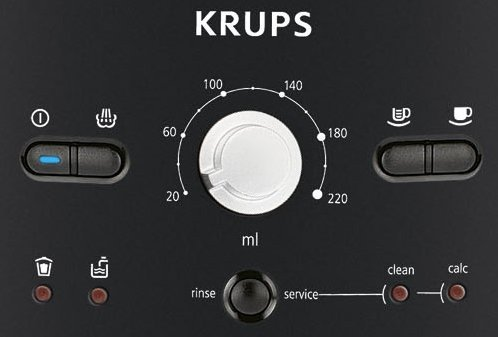 KRUPS
100 140
60 180
20 220
ml
clean calc
rinse service